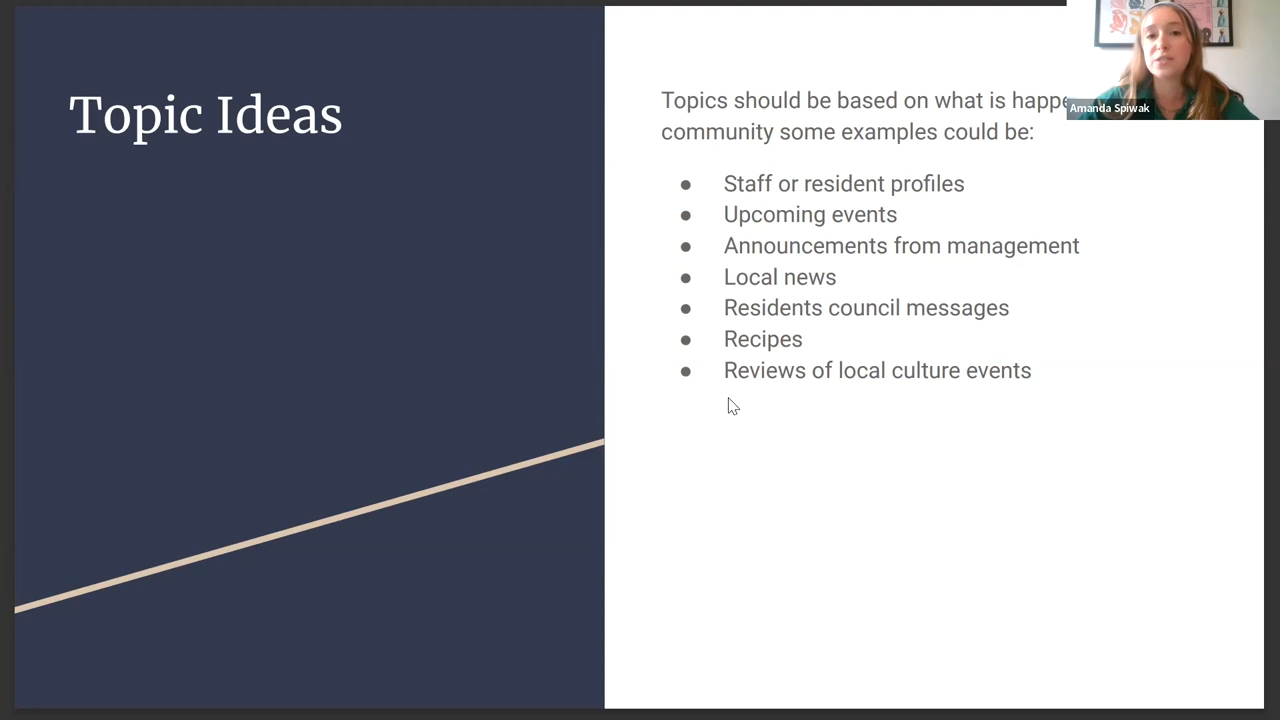 Topic Ideas
Topics should be based on what is
community some examples could be:
● Staff or resident profiles
● Upcoming events
● Announcements from management
● Local news
● Residents council messages
● Recipes
● Reviews of local culture events
Amanda Spiwak